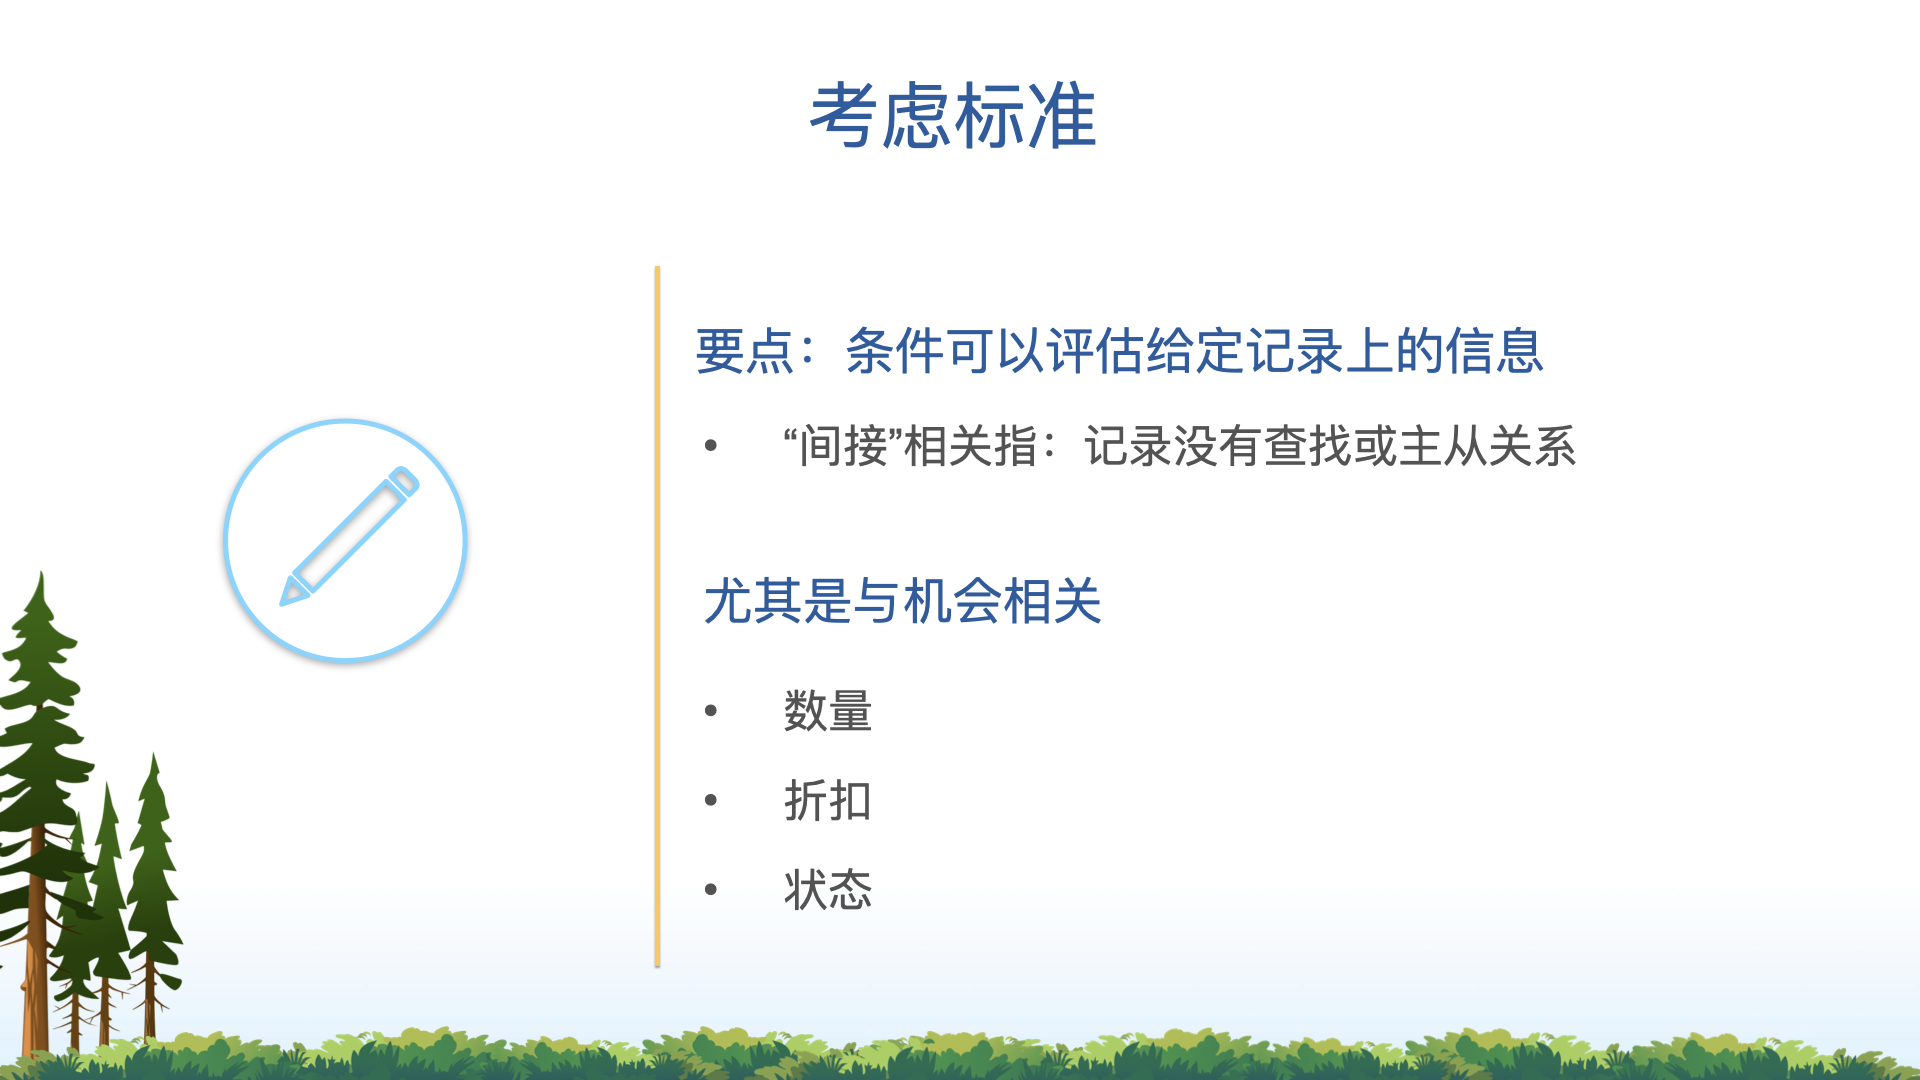 考虑标准
要点：条件可以评估给定记录上的信息
• “间接”相关指：记录没有查找或主从关系
尤其是与机会相关
• 数量
• 折扣
• 状态